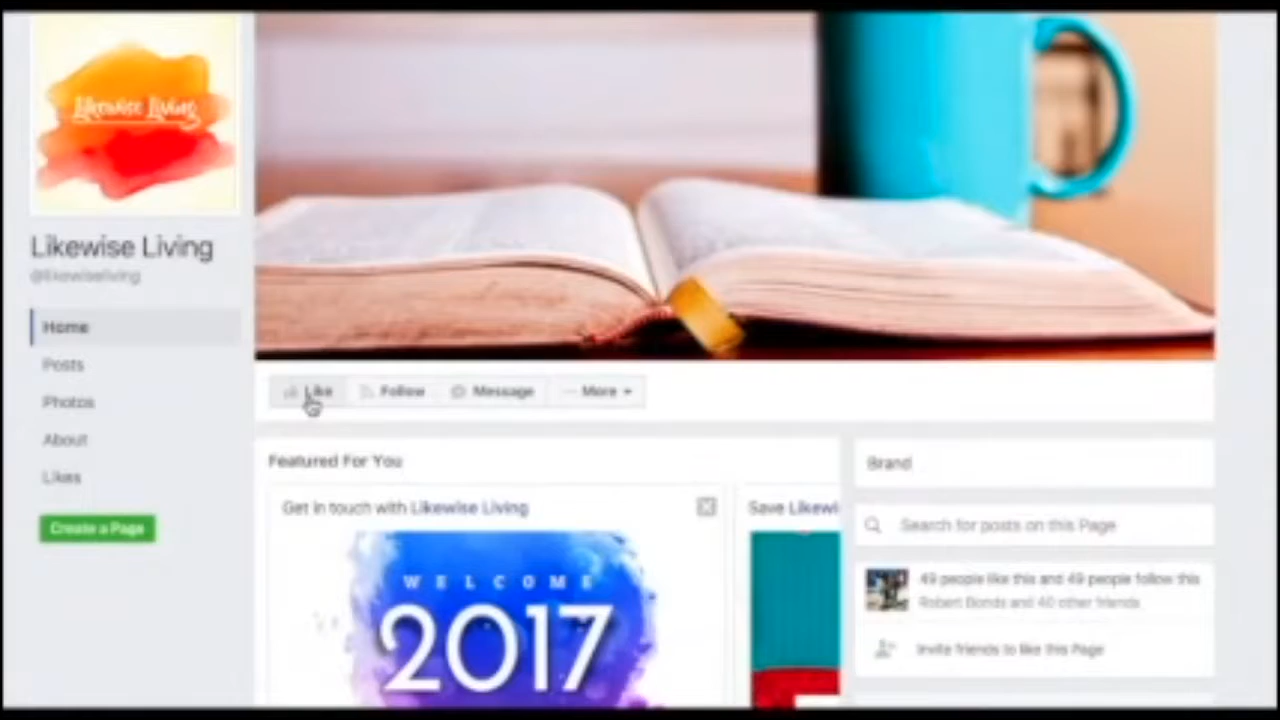 Likewise Living
Likewise Living
@likewiseliving
Home
Posts
Photos
About
Likes
Create a Page
Like
Follow
Message
More
Featured For You
Get in touch with Likewise Living
WELCOME
2017
Save Likewi
Brand
Search for posts on this Page
49 people like this and 49 people follow this
Robert Bonds and 40 other friends
Invite friends to like this Page